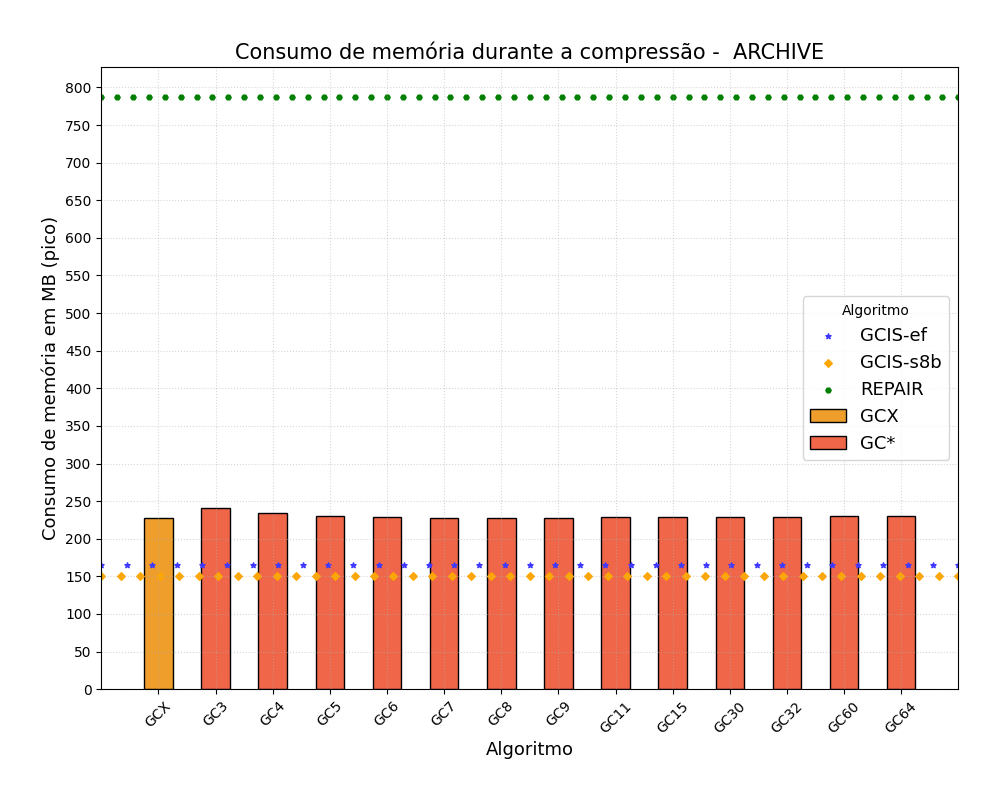 Consumo de memória durante a compressão -  ARCHIVE
Consumo de memória em MB (pico)
800
750
700
650
600
550
500
450
400
350
300
250
200
150
100
50
0
Algoritmo
GCIS-ef
GCIS-s8b
REPAIR
GCX
GC*
GCX
GC3
GC4
GC5
GC6
GC7
GC8
GC9
GC11
GC15
GC30
GC32
GC60
GC64
Algoritmo